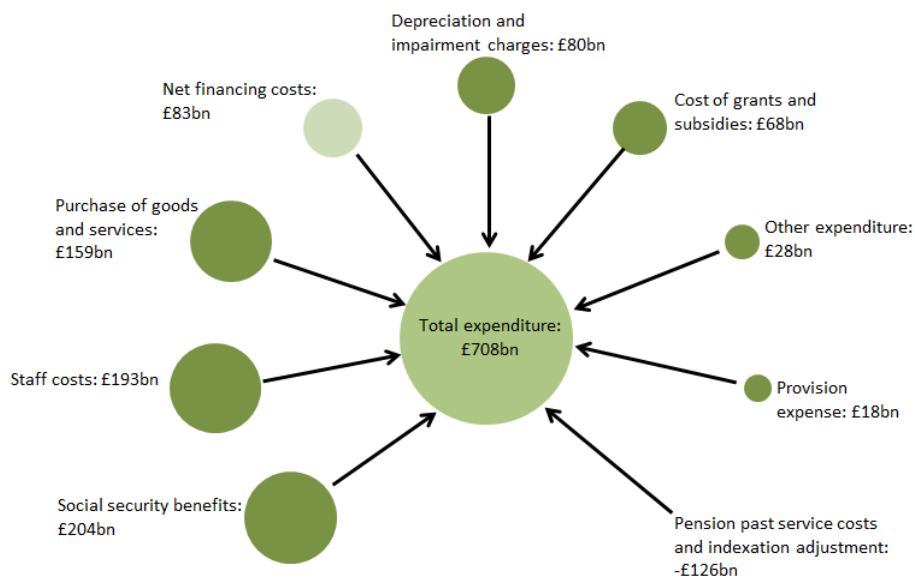 Depreciation and
impairment charges: £80bn
Net financing costs:
£83bn
Cost of grants and
subsidies: £68bn
Purchase of goods
and services:
£159bn
Other expenditure:
£28bn
Total expenditure:
£708bn
Staff costs: £193bn
Provision
expense: £18bn
Social security benefits:
£204bn
Pension past service costs
and indexation adjustment:
-£126bn